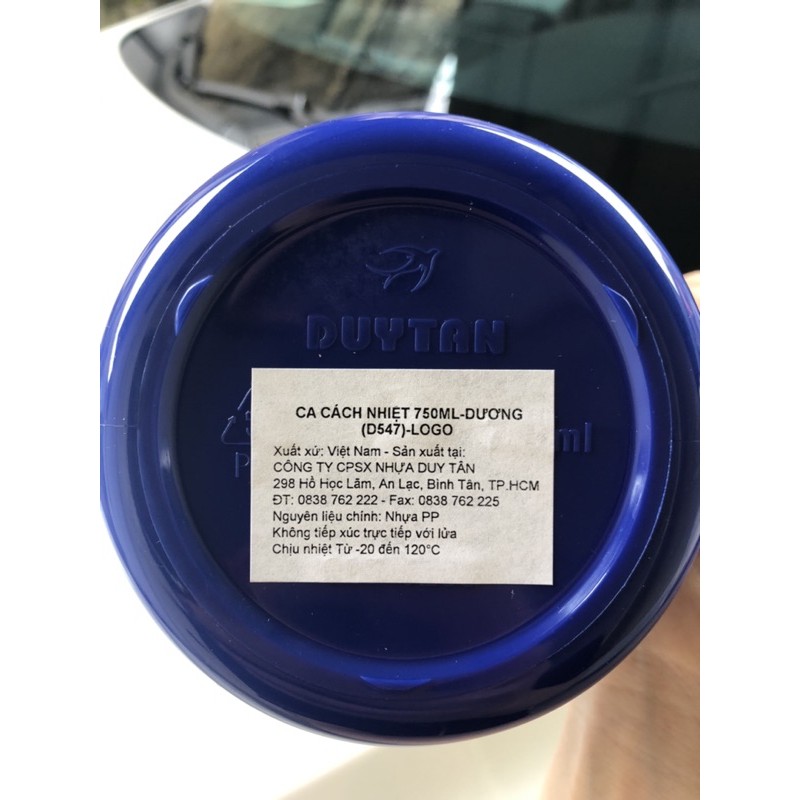 DUYTAN
CA CÁCH NHIỆT 750ML-DƯƠNG
(D547)-LOGO
Xuất xứ: Việt Nam - Sản xuất tại:
CÔNG TY CPSX NHỰA DUY TÂN
298 Hồ Học Lãm, An Lạc, Bình Tân, TP.HCM
ĐT: 0838 762 222 - Fax: 0838 762 225
Nguyên liệu chính: Nhựa PP
Không tiếp xúc trực tiếp với lửa
Chịu nhiệt Từ -20 đến 120°C
ml